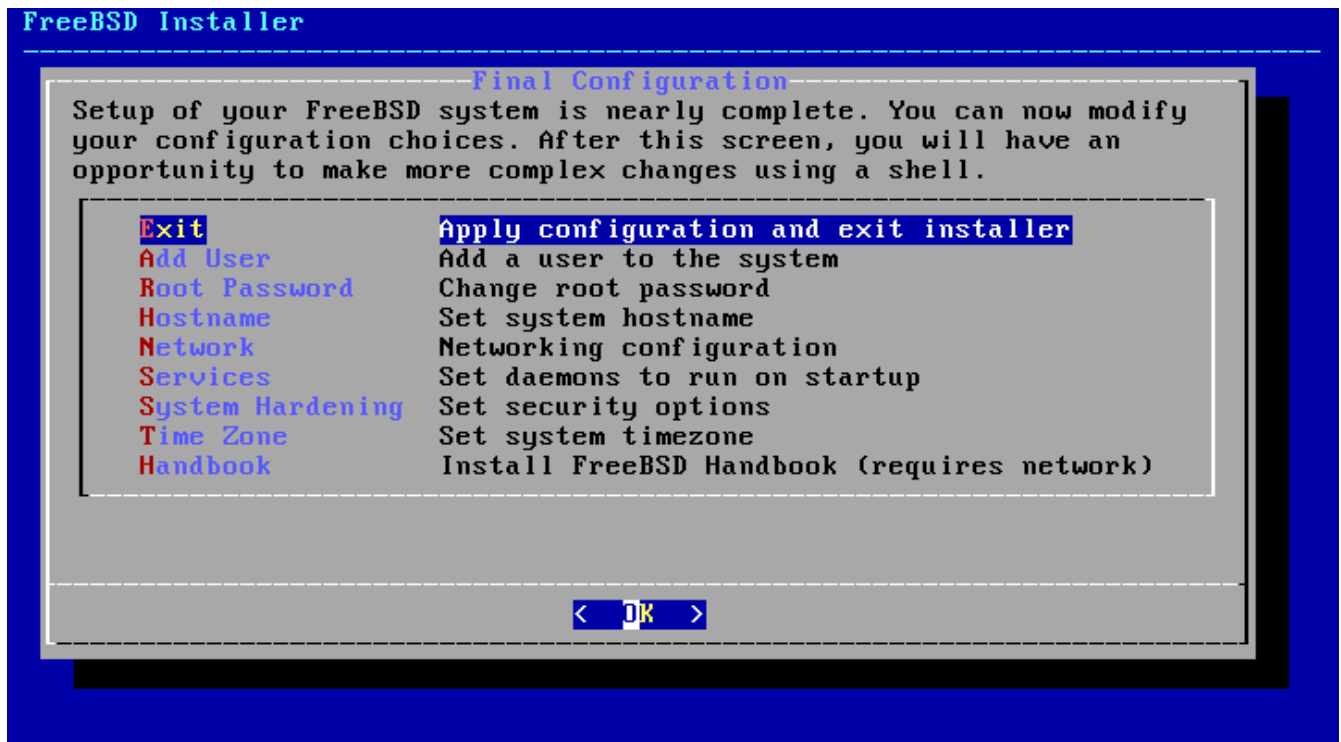 FreeBSD Installer
Final Configuration
Setup of your FreeBSD system is nearly complete. You can now modify
your configuration choices. After this screen, you will have an
opportunity to make more complex changes using a shell.
Exit Apply configuration and exit installer
Add User Add a user to the system
Root Password Change root password
Hostname Set system hostname
Network Networking configuration
Services Set daemons to run on startup
System Hardening Set security options
Time Zone Set system timezone
Handbook Install FreeBSD Handbook (requires network)
< OK >